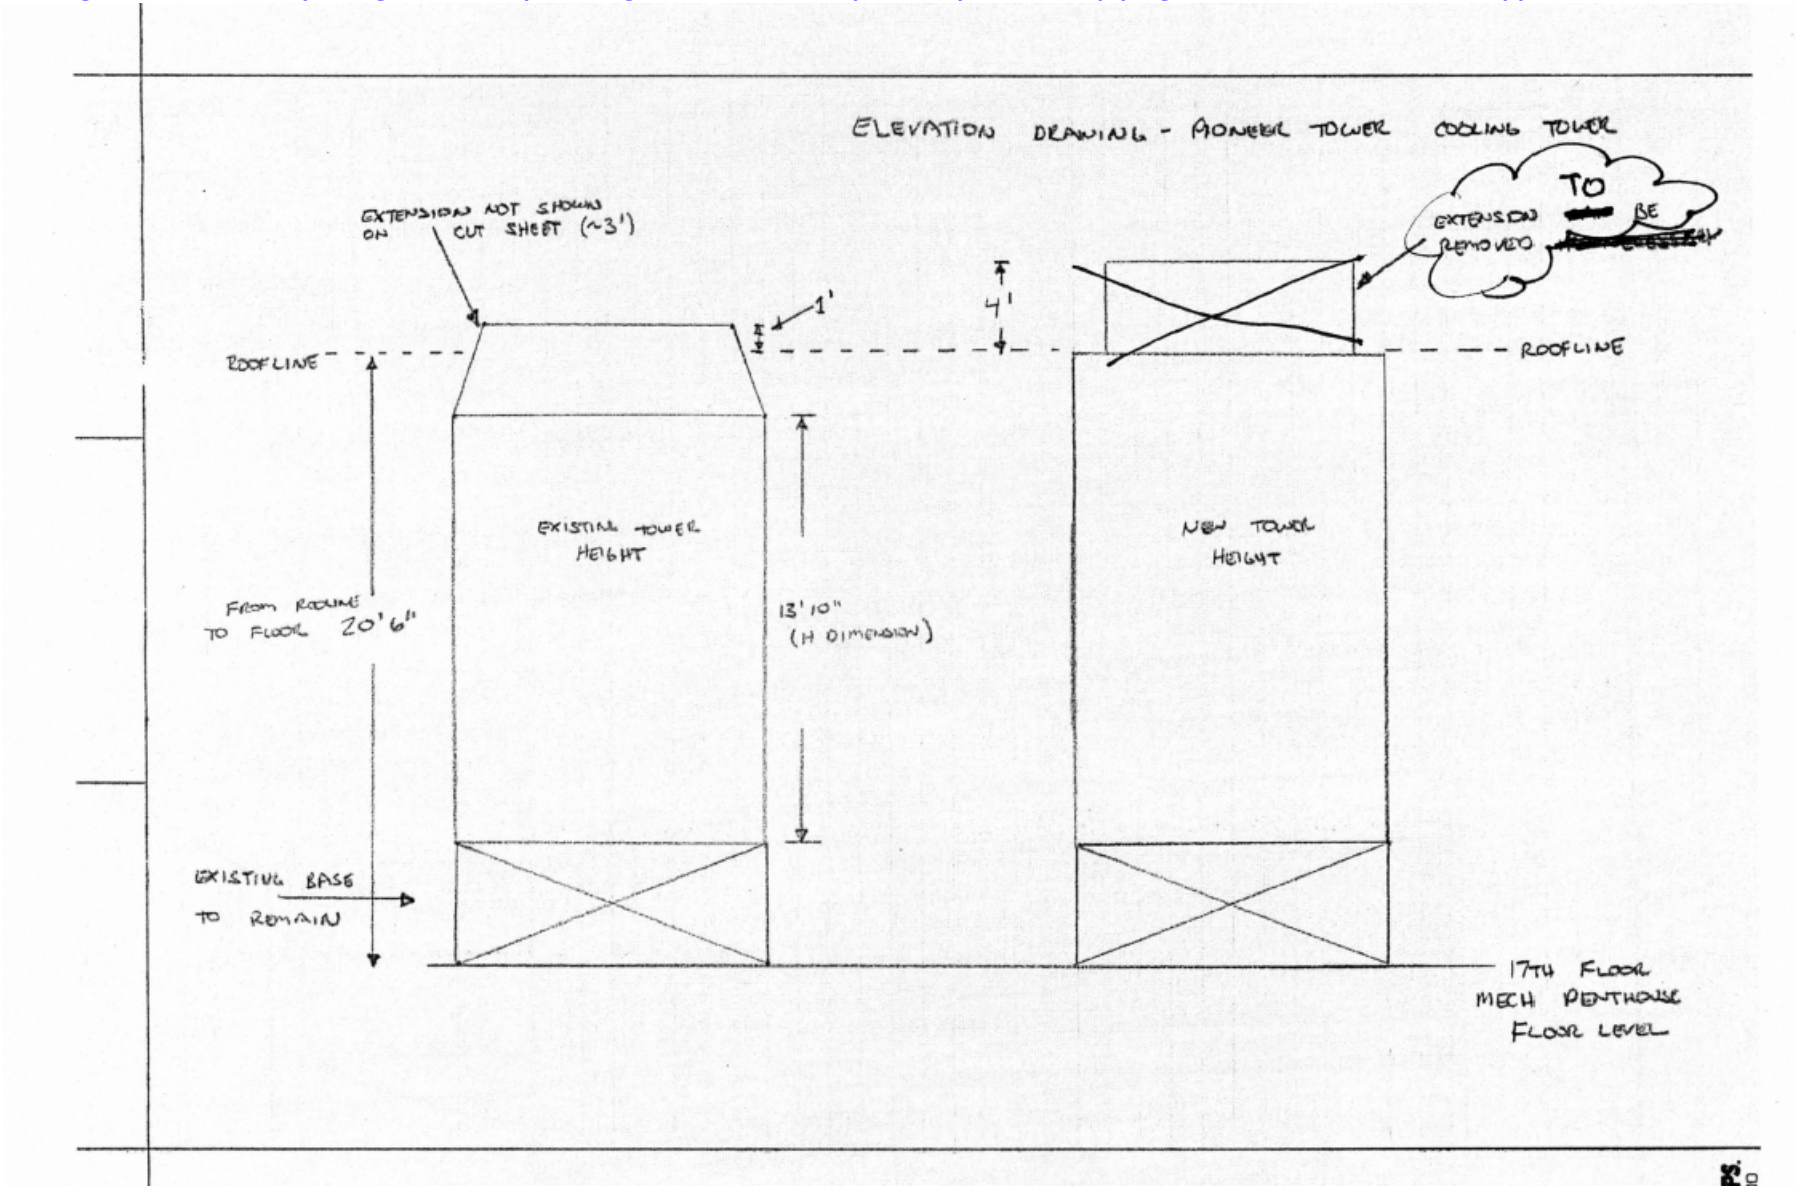 ELEVATION DRAWING - PIONEER TOWER COOLING TOWER
EXTENSION NOT SHOWN
ON CUT SHEET (~3')
TO
EXTENSION BE
REMOVED
1'
4'
ROOFLINE
ROOFLINE
EXISTING TOWER
HEIGHT
NEW TOWER
HEIGHT
FROM ROOFLINE
TO FLOOR 20'6"
13'10"
(H DIMENSION)
EXISTING BASE
TO REMAIN
17TH FLOOR
MECH PENTHOUSE
FLOOR LEVEL
PS.